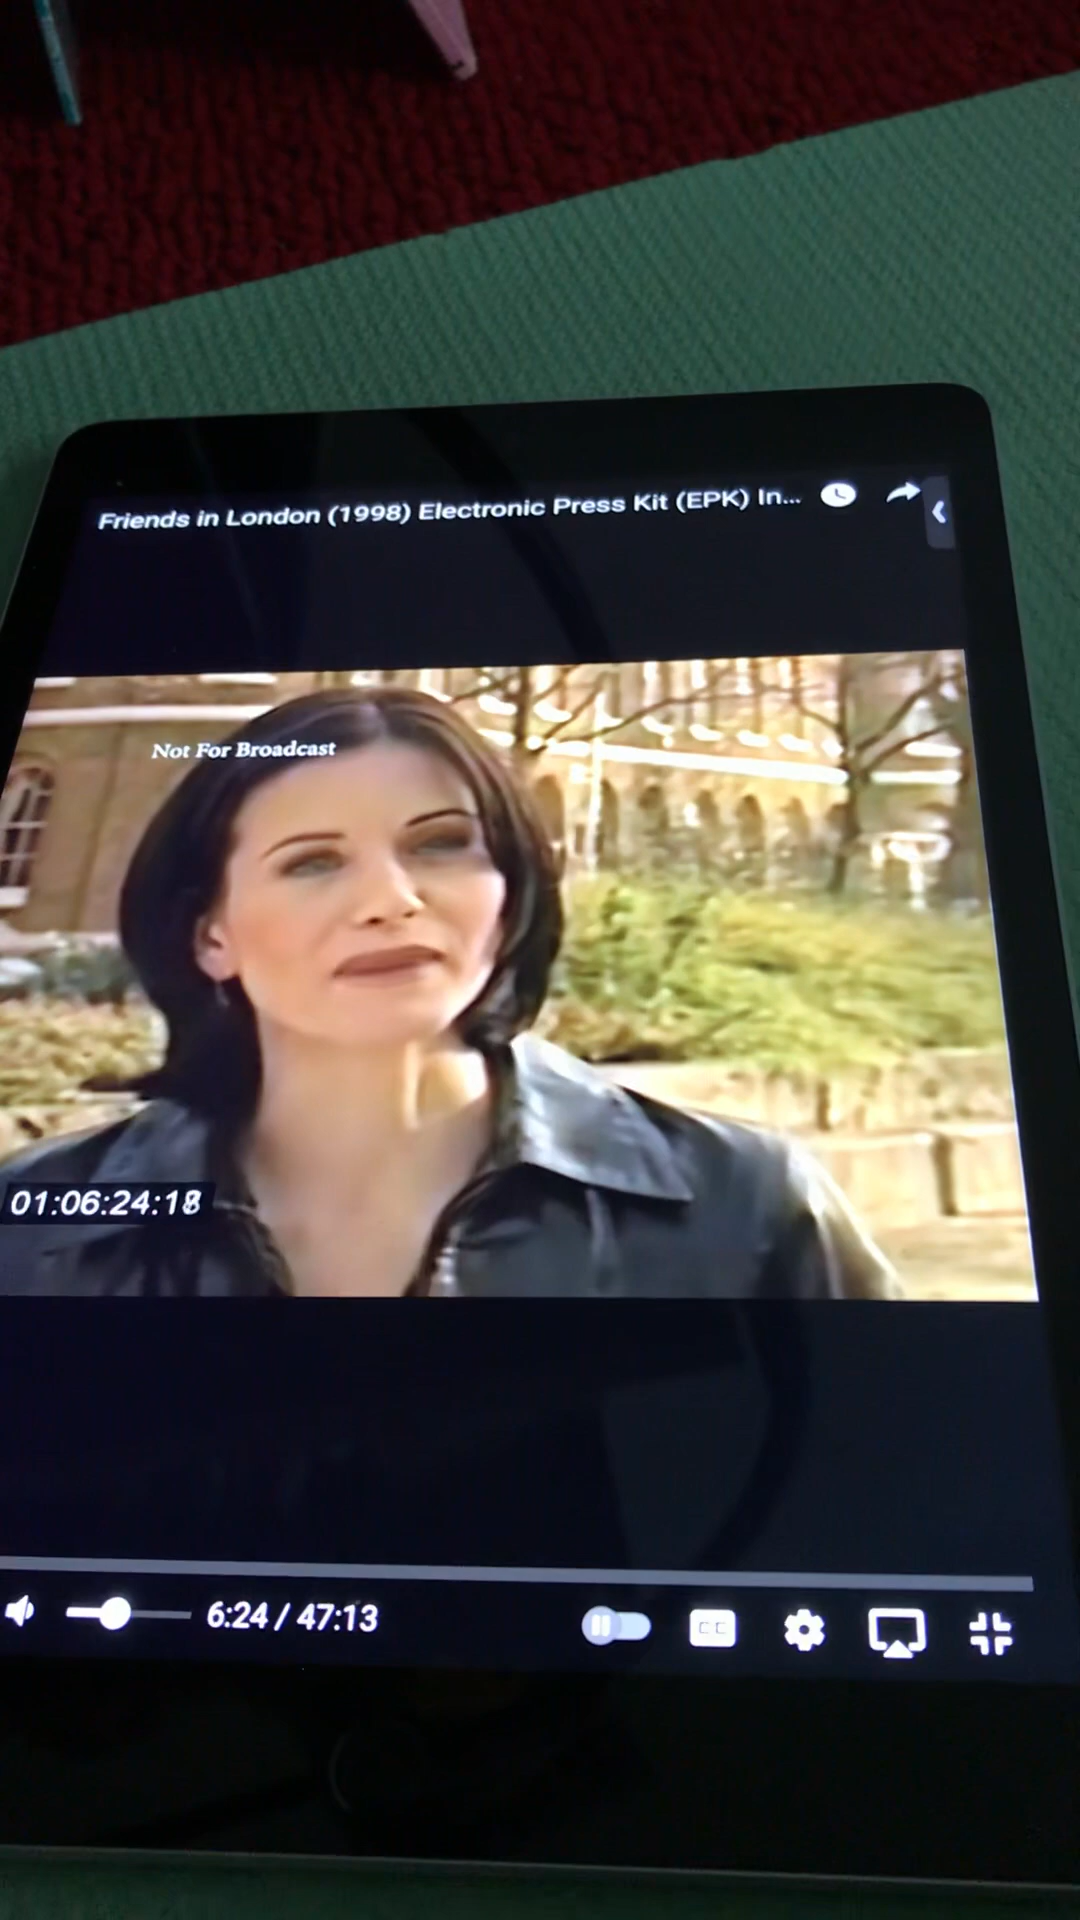 Friends in London (1998) Electronic Press Kit (EPK) In...
Not For Broadcast
01:06:24:18
6:24 / 47:13
CC